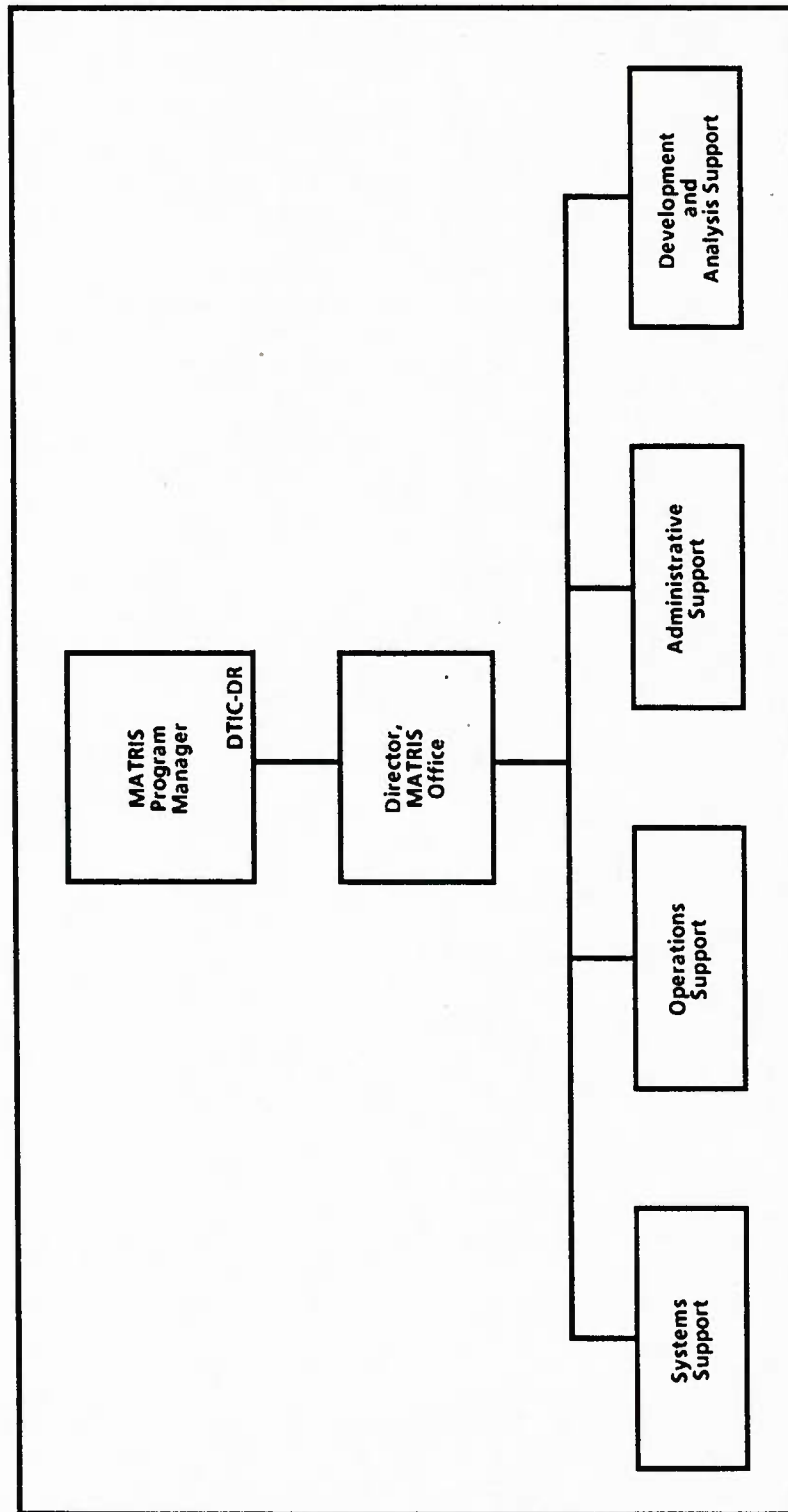 MATRIS
Program
Manager
DTIC-DR
Director,
MATRIS
Office
Systems
Support
Operations
Support
Administrative
Support
Development
and
Analysis Support